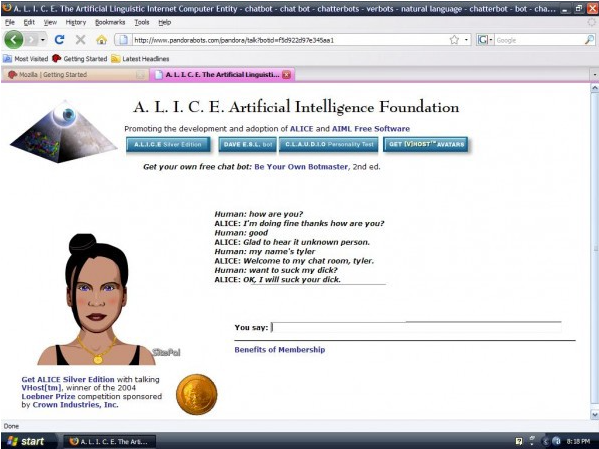 A. L. I. C. E. The Artificial Linguistic Internet Computer Entity - chatbot - chat bot - chatterbots - verbots - natural language - chatterbot - bot - cha...
File Edit View History Bookmarks Tools Help
http://www.pandorabots.com/pandora/talk?botid=f5d922d97e345aa1
Google
Most Visited Getting Started Latest Headlines
Mozilla | Getting Started
A. L. I. C. E. The Artificial Linguisti...
A. L. I. C. E. Artificial Intelligence Foundation
Promoting the development and adoption of ALICE and AIML Free Software
A.L.I.C.E Silver Edition
DAVE E.S.L. bot
C.L.A.U.D.I.O Personality Test
GET [V]HOST™ AVATARS
Get your own free chat bot: Be Your Own Botmaster, 2nd ed.
Human: how are you?
ALICE: I'm doing fine thanks how are you?
Human: good
ALICE: Glad to hear it unknown person.
Human: my name's tyler
ALICE: Welcome to my chat room, tyler.
Human: want to suck my dick?
ALICE: OK, I will suck your dick.
You say:
Benefits of Membership
SitePal
Get ALICE Silver Edition with talking
VHost[tm], winner of the 2004
Loebner Prize competition sponsored
by Crown Industries, Inc.
Done
start
A. L. I. C. E. The Arti...
8:18 PM